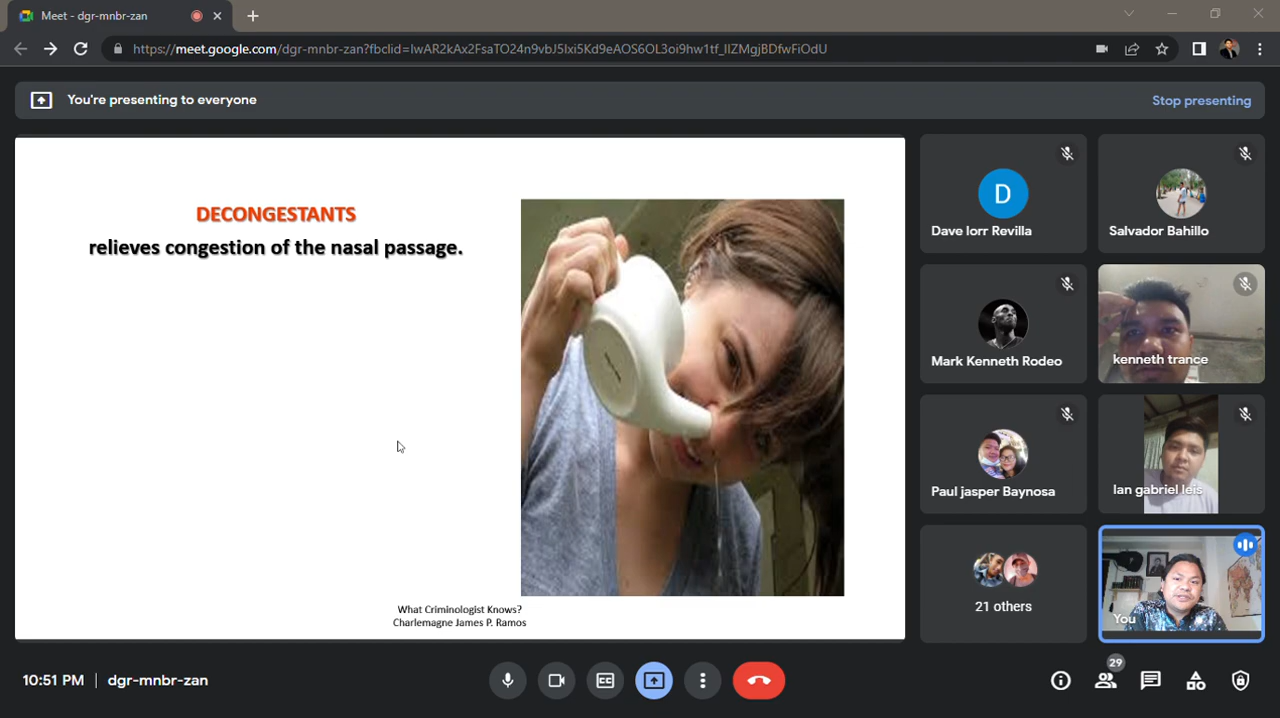 Meet - dgr-mnbr-zan
https://meet.google.com/dgr-mnbr-zan?fbclid=IwAR2kAx2FsaTO24n9vbJ5lxi5Kd9eAOS6OL3oi9hw1tf_lIZMgjBDfwFiOdU
You're presenting to everyone
Stop presenting
DECONGESTANTS
relieves congestion of the nasal passage.
What Criminologist Knows?
Charlemagne James P. Ramos
D
Dave lorr Revilla
Salvador Bahillo
Mark Kenneth Rodeo
kenneth trance
Paul jasper Baynosa
Ian gabriel leis
21 others
You
10:51 PM | dgr-mnbr-zan
CC
29